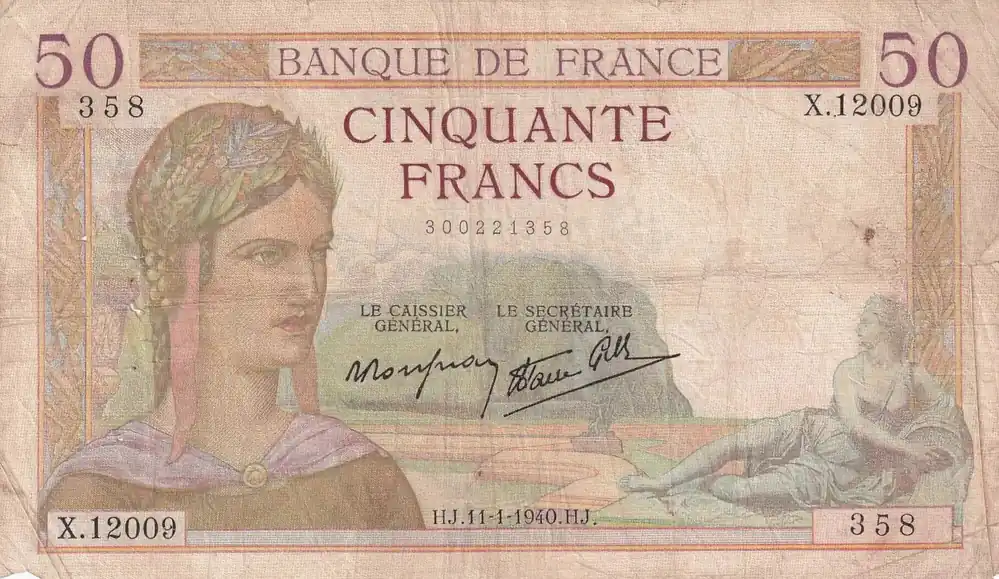 50 BANQUE DE FRANCE 50
358 X.12009
CINQUANTE
FRANCS
300221358
LE CAISSIER LE SECRÉTAIRE
GÉNÉRAL, GÉNÉRAL,
HJ.11-1-1940.HJ.
X.12009 358